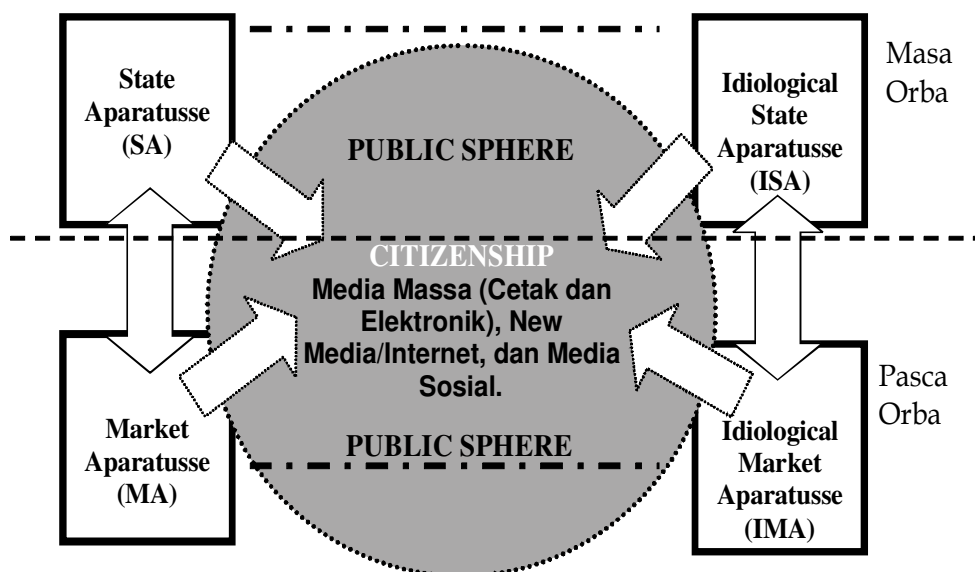 State
Aparatusse
(SA)
PUBLIC SPHERE
Idiological
State
Aparatusse
(ISA)
Masa
Orba
CITIZENSHIP
Media Massa (Cetak dan
Elektronik), New
Media/Internet, dan Media
Sosial.
PUBLIC SPHERE
Market
Aparatusse
(MA)
Idiological
Market
Aparatusse
(IMA)
Pasca
Orba